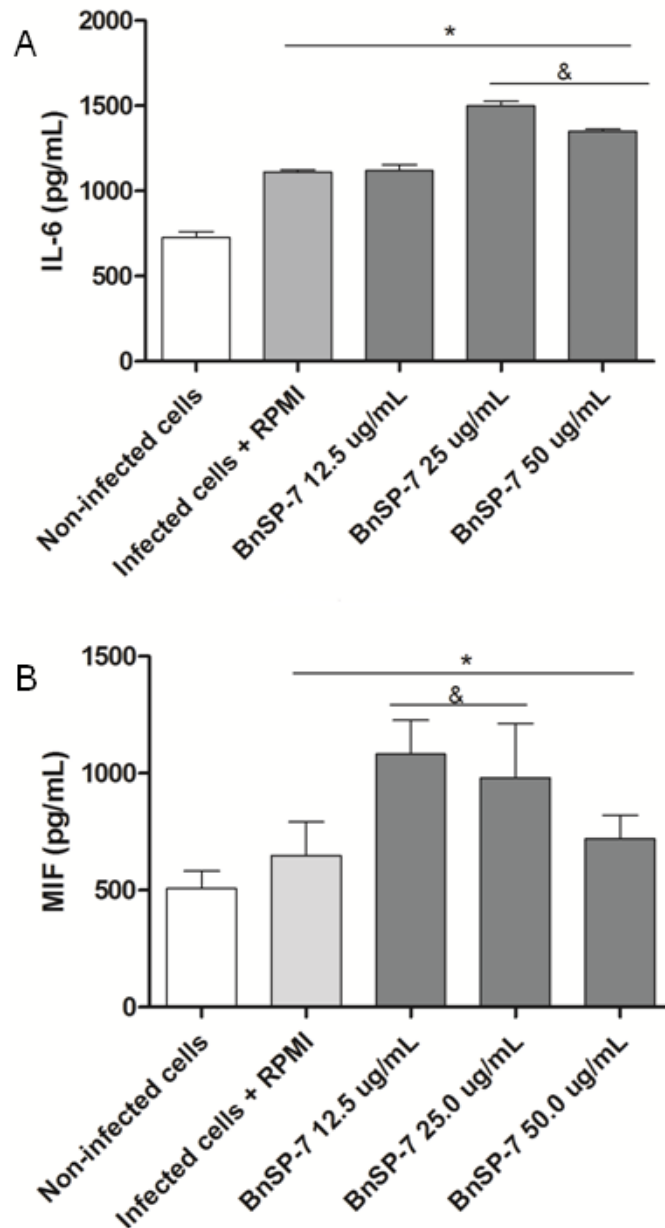 A
IL-6 (pg/mL)
2000
1500
1000
500
0
*
&
Non-infected cells
Infected cells + RPMI
BnSP-7 12.5 ug/mL
BnSP-7 25 ug/mL
BnSP-7 50 ug/mL
B
MIF (pg/mL)
1500
1000
500
0
*
&
Non-infected cells
Infected cells + RPMI
BnSP-7 12.5 ug/mL
BnSP-7 25.0 ug/mL
BnSP-7 50.0 ug/mL